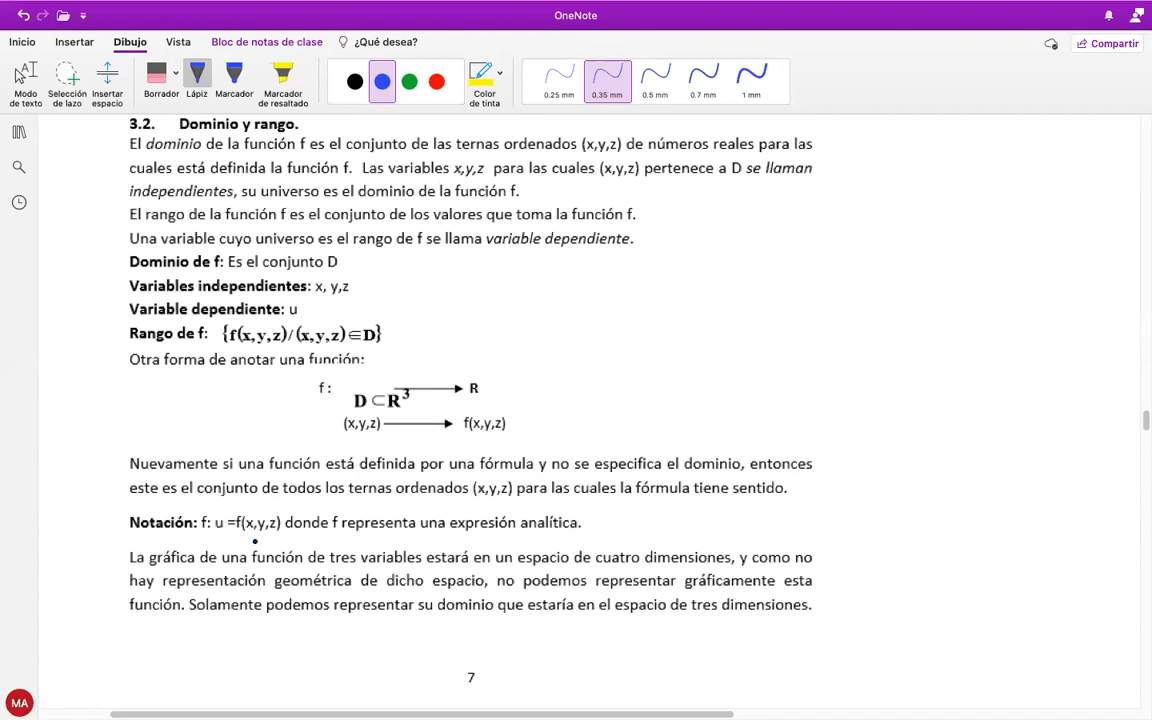 OneNote
Inicio Insertar Dibujo Vista Bloc de notas de clase ¿Qué desea? Compartir
Modo de texto
Selección de lazo
Insertar espacio
Borrador
Lápiz
Marcador
Marcador de resaltado
Color de tinta
0.25 mm 0.35 mm 0.5 mm 0.7 mm 1 mm
3.2. Dominio y rango.
El dominio de la función f es el conjunto de las ternas ordenados (x,y,z) de números reales para las
cuales está definida la función f. Las variables x,y,z para las cuales (x,y,z) pertenece a D se llaman
independientes, su universo es el dominio de la función f.
El rango de la función f es el conjunto de los valores que toma la función f.
Una variable cuyo universo es el rango de f se llama variable dependiente.
Dominio de f: Es el conjunto D
Variables independientes: x, y,z
Variable dependiente: u
Rango de f: {f(x,y,z)/(x,y,z)∈D}
Otra forma de anotar una función:
f : D ⊂R³ → R
(x,y,z) → f(x,y,z)
Nuevamente si una función está definida por una fórmula y no se especifica el dominio, entonces
este es el conjunto de todos los ternas ordenados (x,y,z) para las cuales la fórmula tiene sentido.
Notación: f: u =f(x,y,z) donde f representa una expresión analítica.
La gráfica de una función de tres variables estará en un espacio de cuatro dimensiones, y como no
hay representación geométrica de dicho espacio, no podemos representar gráficamente esta
función. Solamente podemos representar su dominio que estaría en el espacio de tres dimensiones.
7
MA